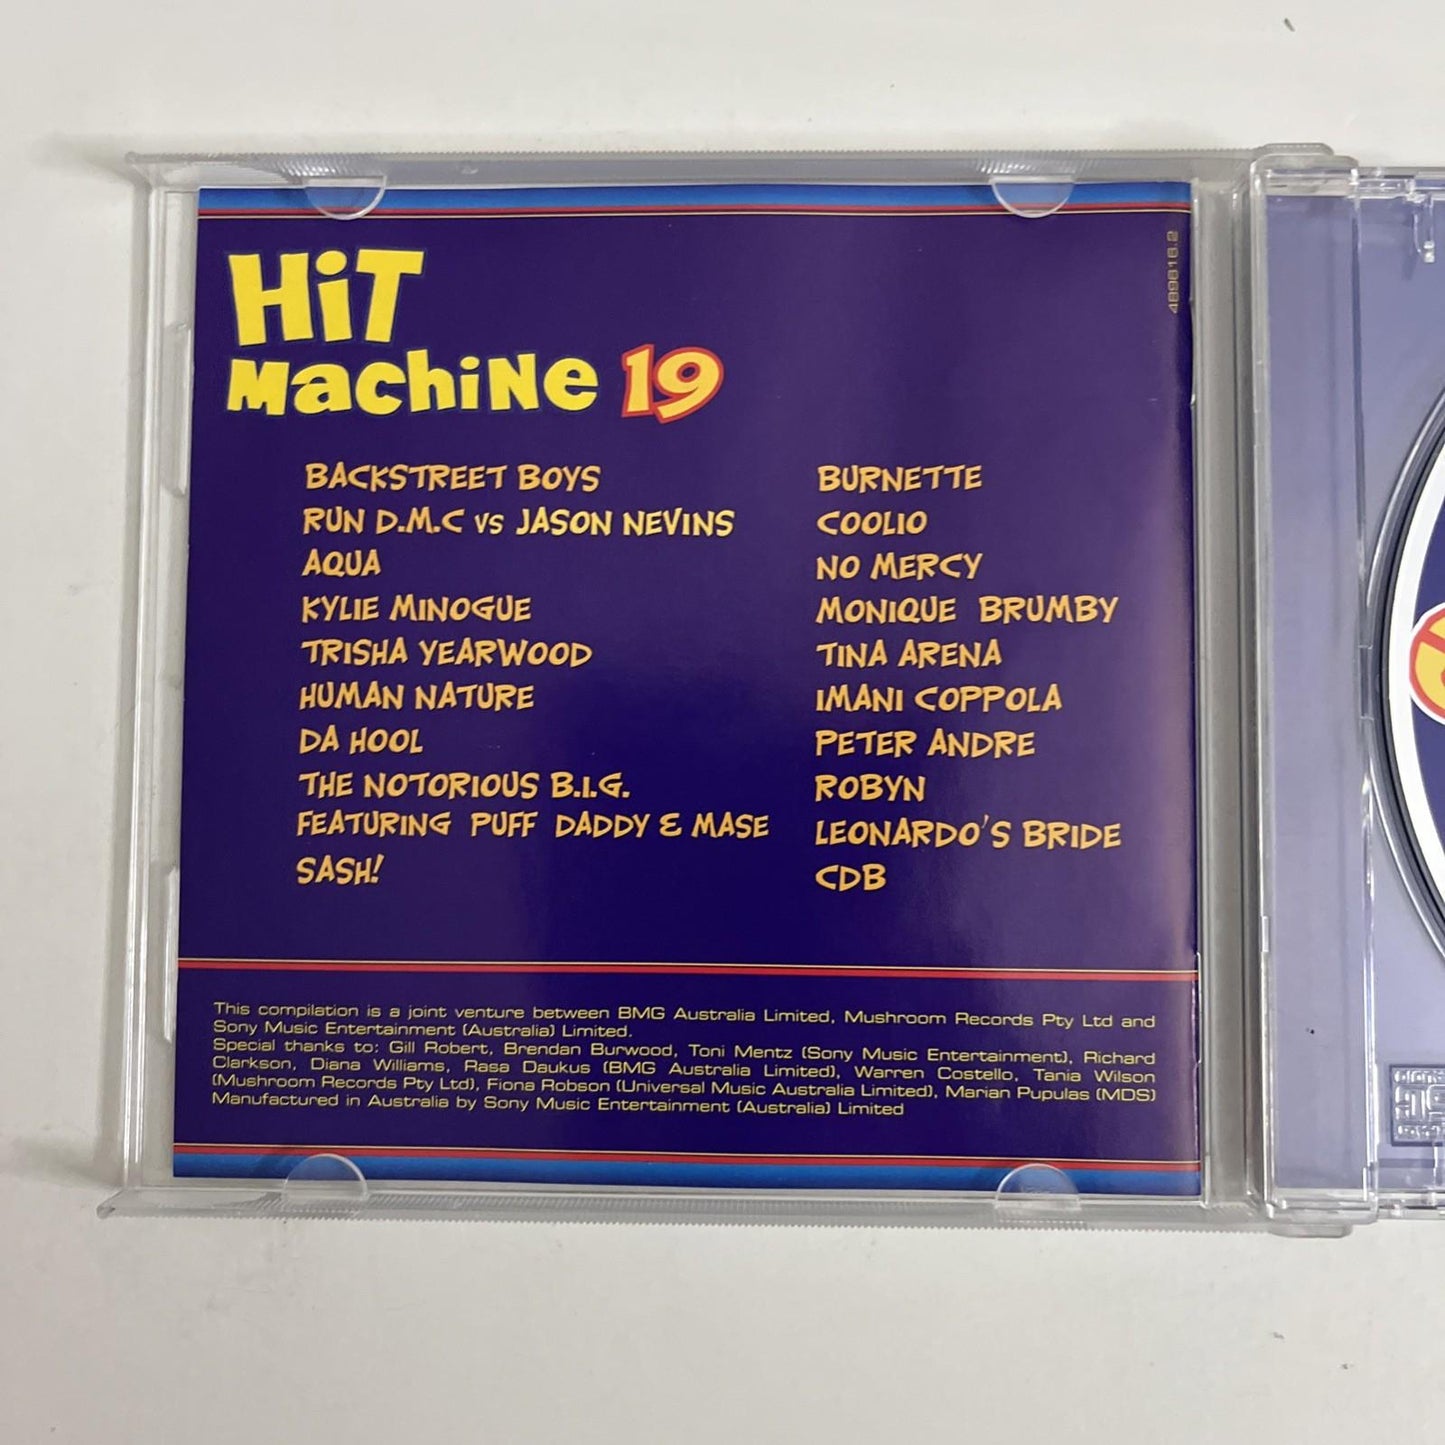 HiT
Machine 19
489816.2
BACKSTREET BOYS
RUN D.M.C VS JASON NEVINS
AQUA
KYLIE MINOGUE
TRISHA YEARWOOD
HUMAN NATURE
DA HOOL
THE NOTORIOUS B.I.G.
FEATURING PUFF DADDY & MASE
SASH!
BURNETTE
COOLIO
NO MERCY
MONIQUE BRUMBY
TINA ARENA
IMANI COPPOLA
PETER ANDRE
ROBYN
LEONARDO'S BRIDE
CDB
This compilation is a joint venture between BMG Australia Limited, Mushroom Records Pty Ltd and
Sony Music Entertainment (Australia) Limited.
Special thanks to: Gill Robert, Brendan Burwood, Toni Mentz (Sony Music Entertainment), Richard
Clarkson, Diana Williams, Rasa Daukus (BMG Australia Limited), Warren Costello, Tania Wilson
(Mushroom Records Pty Ltd), Fiona Robson (Universal Music Australia Limited), Marian Pupulas (MDS)
Manufactured in Australia by Sony Music Entertainment (Australia) Limited